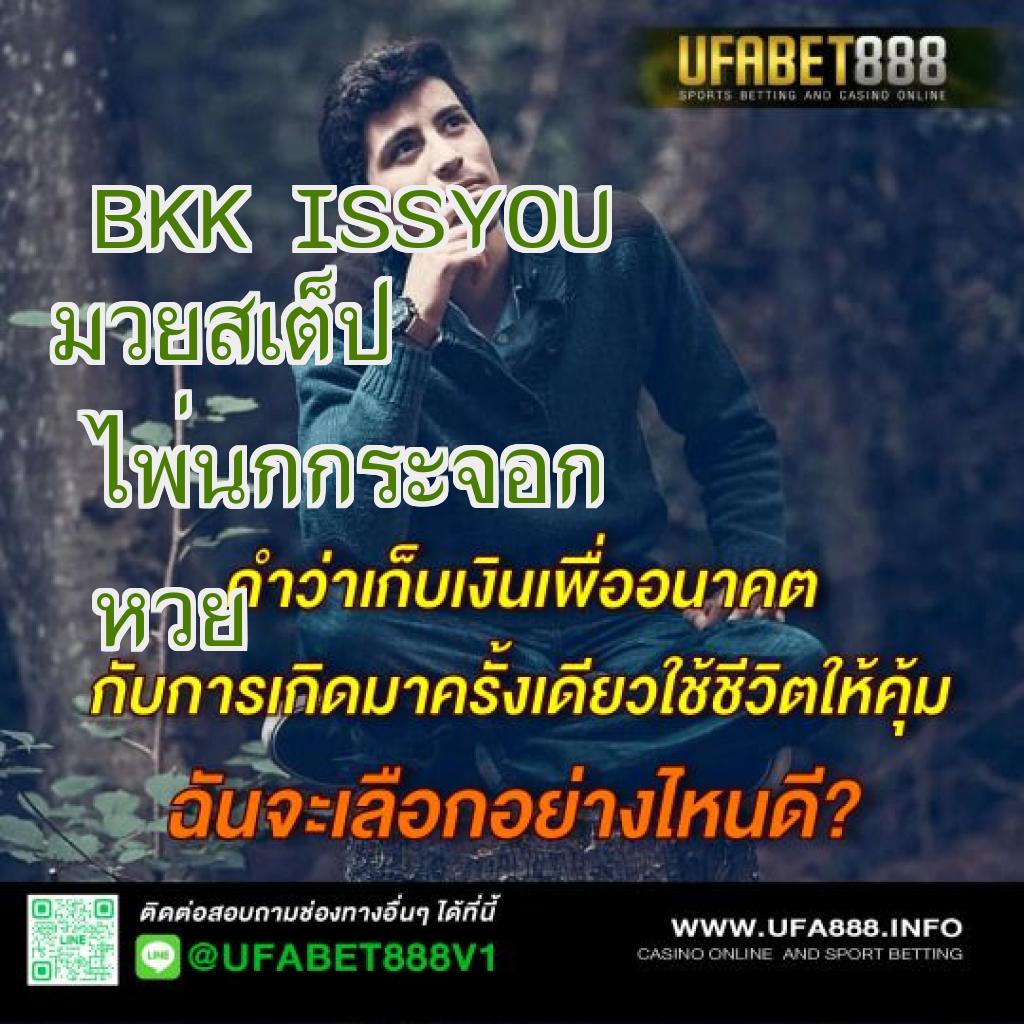 UFABET888
SPORTS BETTING AND CASINO ONLINE
BKK ISSYOU
มวยสเต็ป
ไพ่นกกระจอก
หวย
คำว่าเก็บเงินเพื่ออนาคต
กับการเกิดมาครั้งเดียวใช้ชีวิตให้คุ้ม
ฉันจะเลือกอย่างไหนดี?
ติดต่อสอบถามช่องทางอื่นๆ ได้ที่นี้
LINE
LINE @UFABET888V1
WWW.UFA888.INFO
CASINO ONLINE AND SPORT BETTING